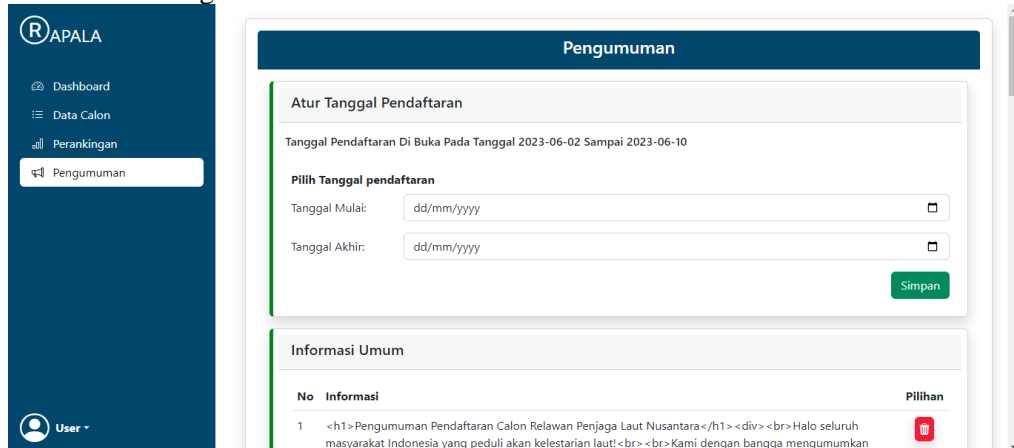 RAPALA
Dashboard
Data Calon
Perankingan
Pengumuman
User
Pengumuman
Atur Tanggal Pendaftaran
Tanggal Pendaftaran Di Buka Pada Tanggal 2023-06-02 Sampai 2023-06-10
Pilih Tanggal pendaftaran
Tanggal Mulai: dd/mm/yyyy
Tanggal Akhir: dd/mm/yyyy
Simpan
Informasi Umum
No Informasi Pilihan
1 <h1>Pengumuman Pendaftaran Calon Relawan Penjaga Laut Nusantara</h1><div><br>Halo seluruh
masyarakat Indonesia yang peduli akan kelestarian laut!<br><br>Kami dengan bangga mengumumkan